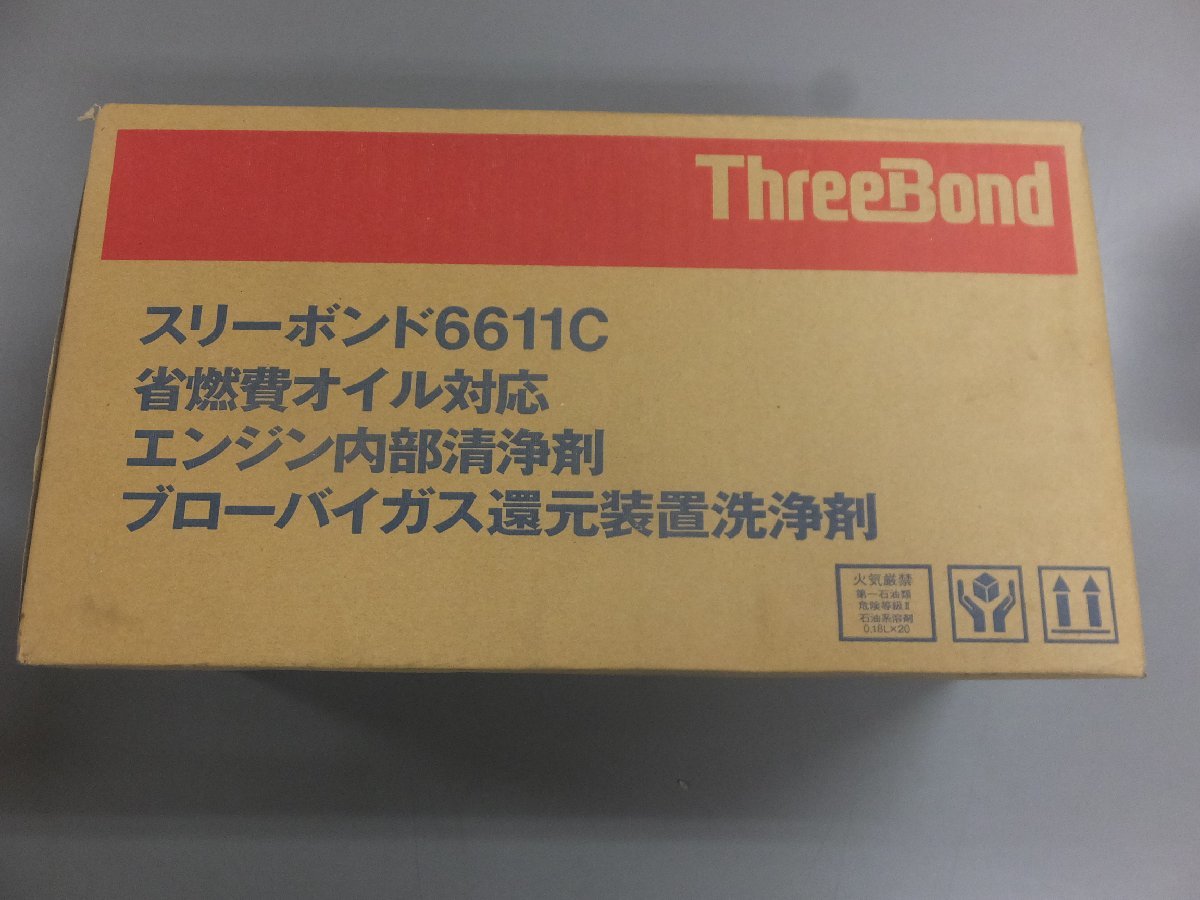 ThreeBond
スリーボンド6611C
省燃費オイル対応
エンジン内部清浄剤
ブローバイガス還元装置洗浄剤
火気厳禁
第一石油類
危険等級Ⅱ
石油系溶剤
0.18L×20